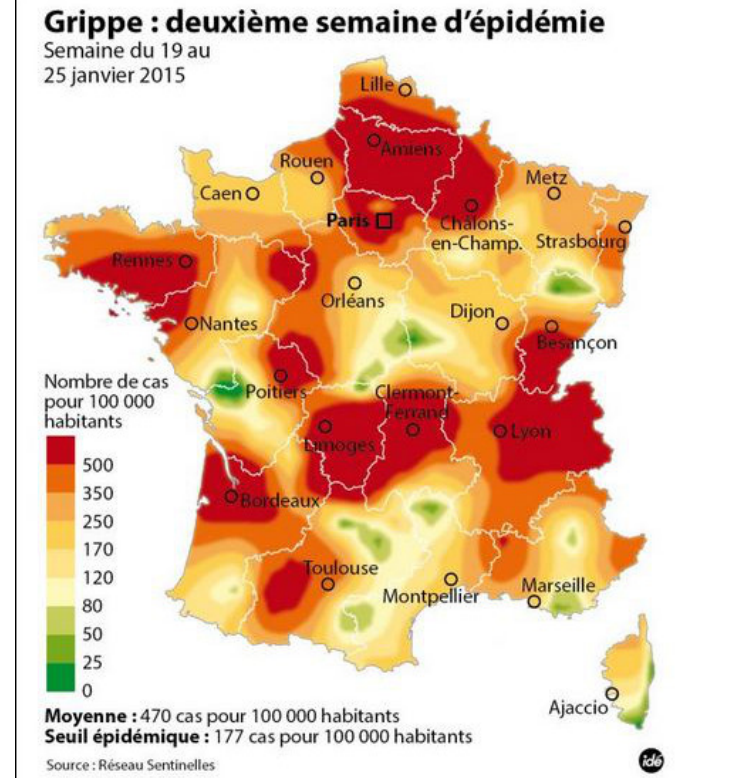 Grippe : deuxième semaine d'épidémie
Semaine du 19 au
25 janvier 2015
Lille
Amiens
Rouen
Caen
Metz
Paris
Châlons-
en-Champ.
Strasbourg
Rennes
Orléans
Dijon
Nantes
Besançon
Poitiers
Clermont-
Ferrand
Limoges
Lyon
Bordeaux
Toulouse
Montpellier
Marseille
Ajaccio
Nombre de cas
pour 100 000
habitants
500
350
250
170
120
80
50
25
0
Moyenne : 470 cas pour 100 000 habitants
Seuil épidémique : 177 cas pour 100 000 habitants
Source : Réseau Sentinelles
idé